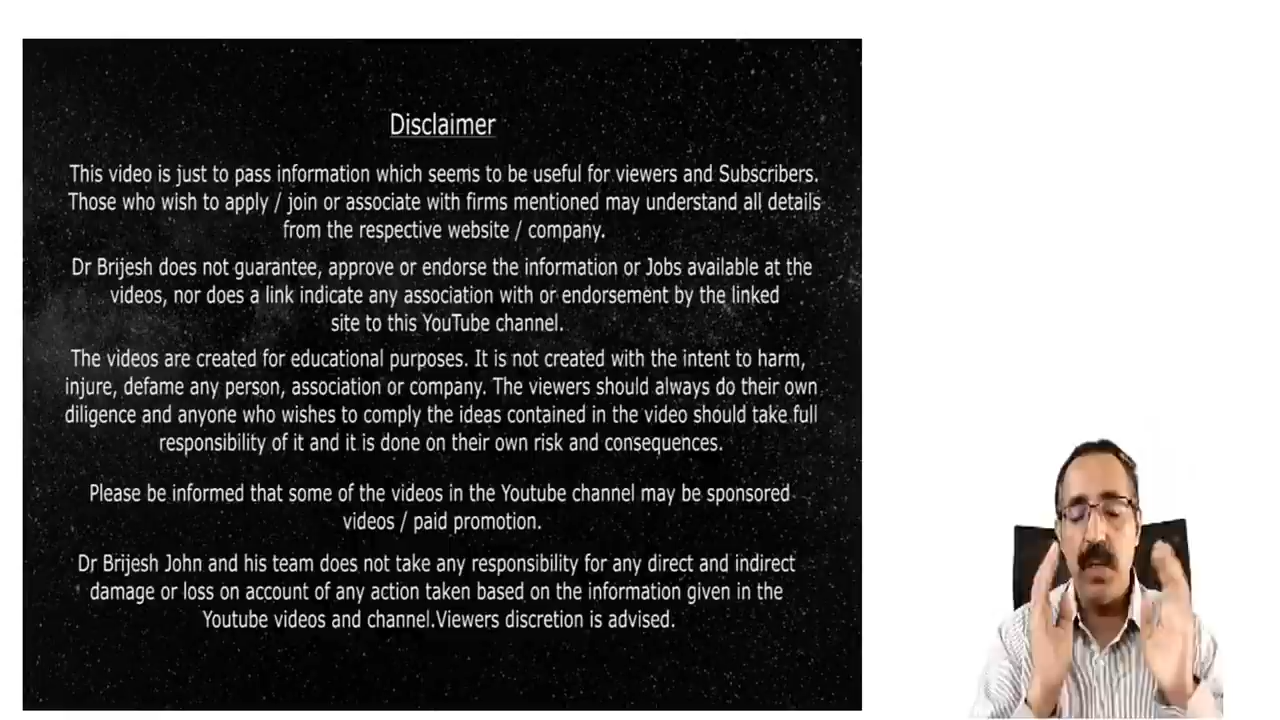 Disclaimer
This video is just to pass information which seems to be useful for viewers and Subscribers.
Those who wish to apply / join or associate with firms mentioned may understand all details
from the respective website / company.
Dr Brijesh does not guarantee, approve or endorse the information or Jobs available at the
videos, nor does a link indicate any association with or endorsement by the linked
site to this YouTube channel.
The videos are created for educational purposes. It is not created with the intent to harm,
injure, defame any person, association or company. The viewers should always do their own
diligence and anyone who wishes to comply the ideas contained in the video should take full
responsibility of it and it is done on their own risk and consequences.
Please be informed that some of the videos in the Youtube channel may be sponsored
videos / paid promotion.
Dr Brijesh John and his team does not take any responsibility for any direct and indirect
damage or loss on account of any action taken based on the information given in the
Youtube videos and channel.Viewers discretion is advised.